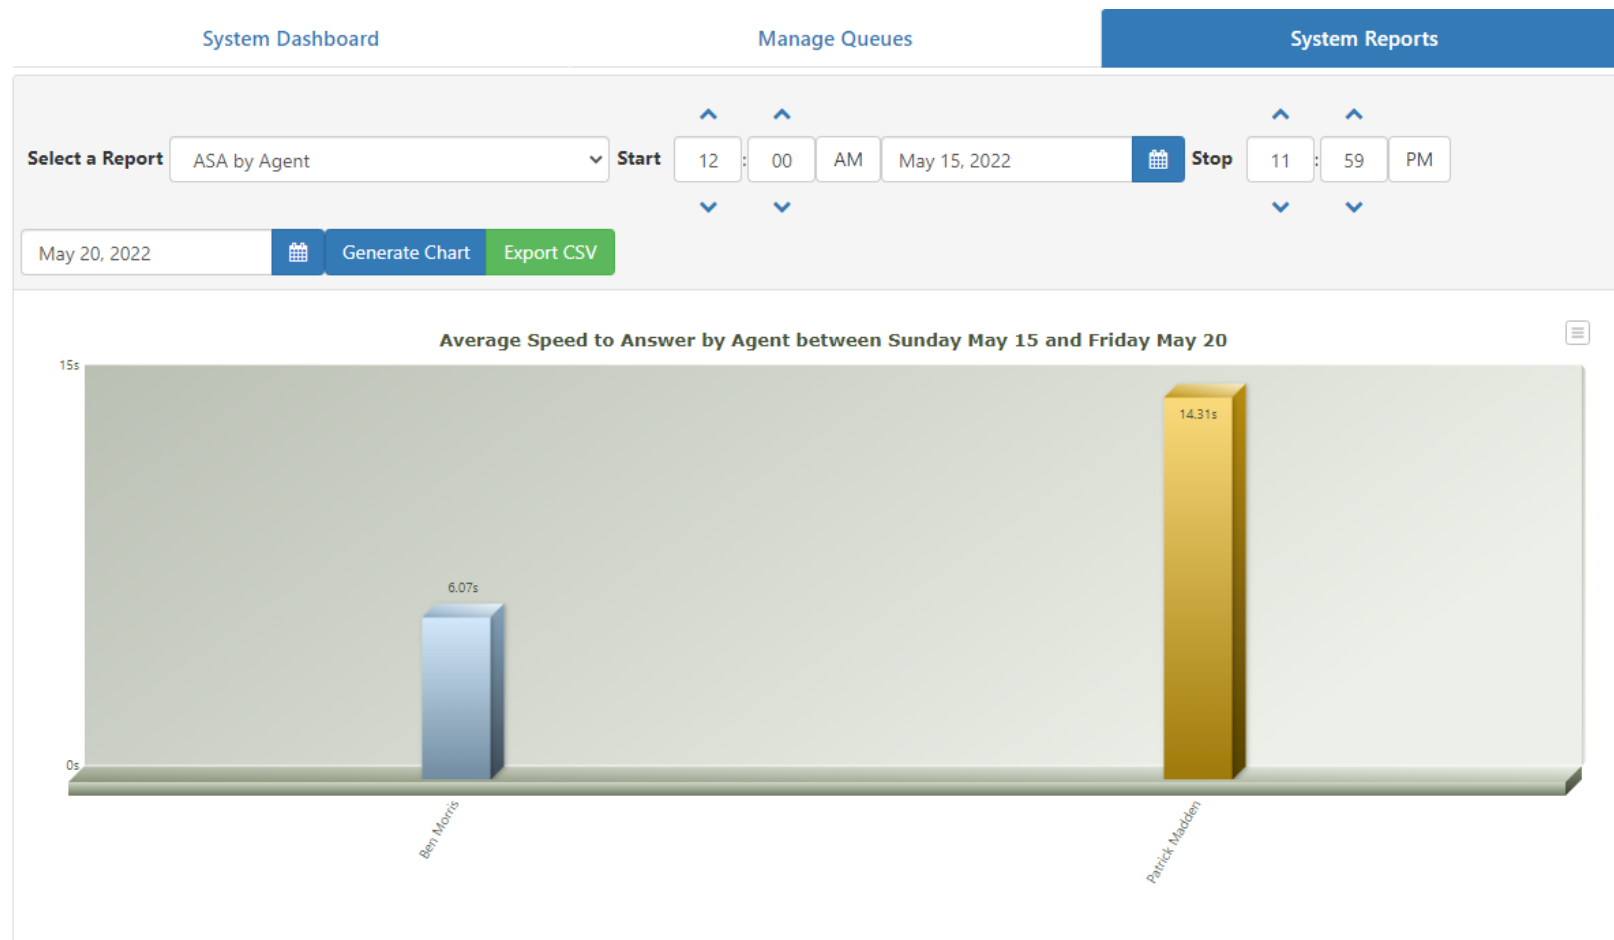 System Dashboard
Manage Queues
System Reports
Select a Report
ASA by Agent
Start
12 : 00 AM
May 15, 2022
Stop
11 : 59 PM
May 20, 2022
Generate Chart
Export CSV
Average Speed to Answer by Agent between Sunday May 15 and Friday May 20
15s
14.31s
6.07s
0s
Ben Morris
Patrick Madden